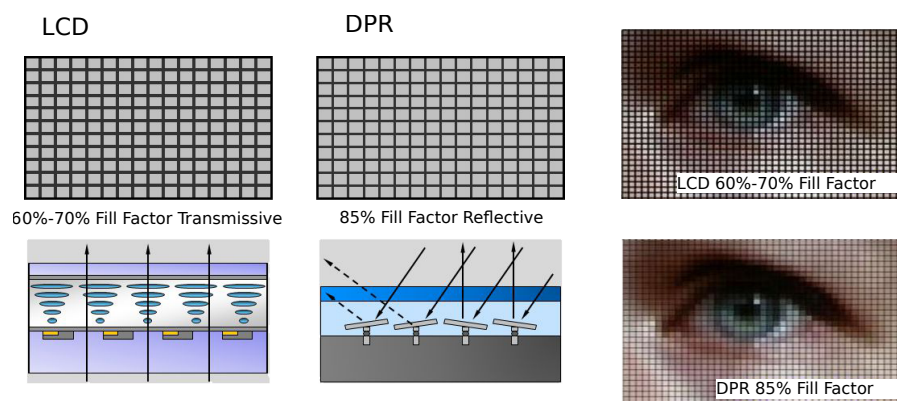 LCD
DPR
60%-70% Fill Factor Transmissive
85% Fill Factor Reflective
LCD 60%-70% Fill Factor
DPR 85% Fill Factor